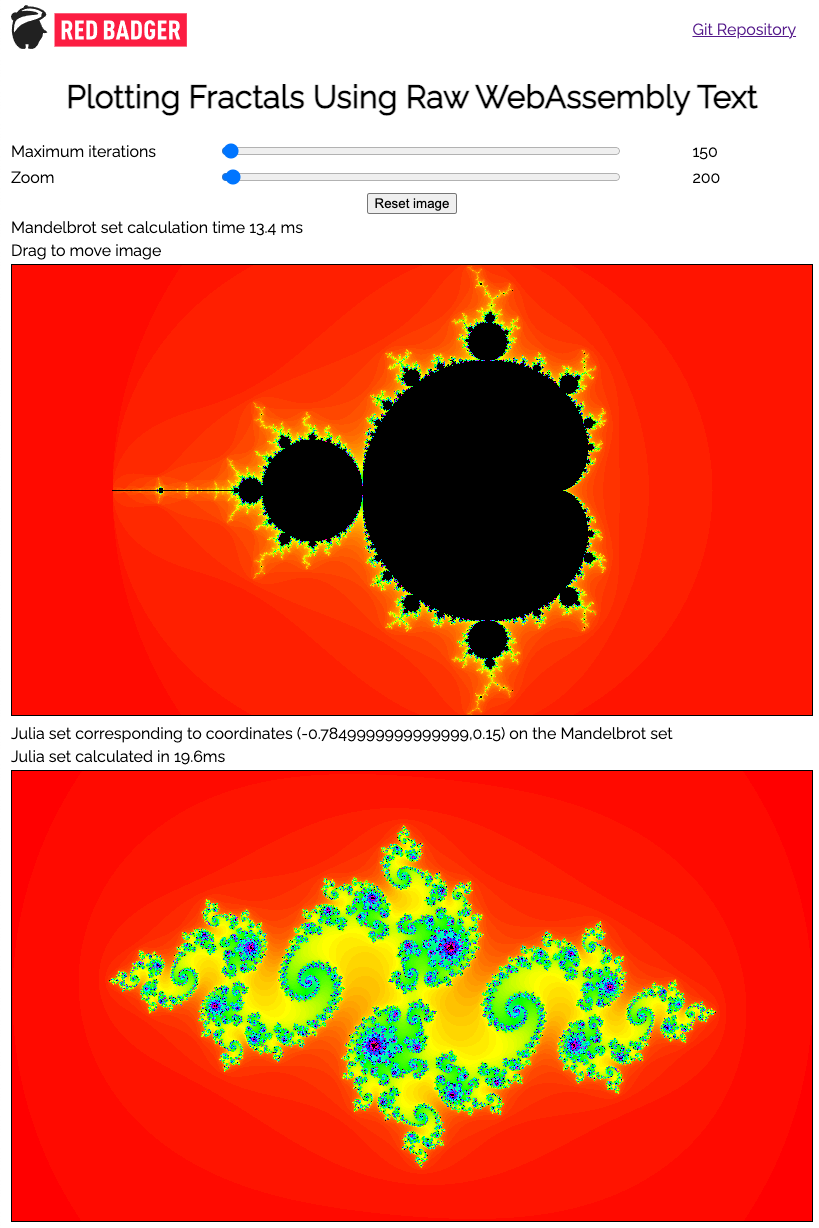 RED BADGER
Git Repository
Plotting Fractals Using Raw WebAssembly Text
Maximum iterations 150
Zoom 200
Reset image
Mandelbrot set calculation time 13.4 ms
Drag to move image
Julia set corresponding to coordinates (-0.7849999999999999,0.15) on the Mandelbrot set
Julia set calculated in 19.6ms